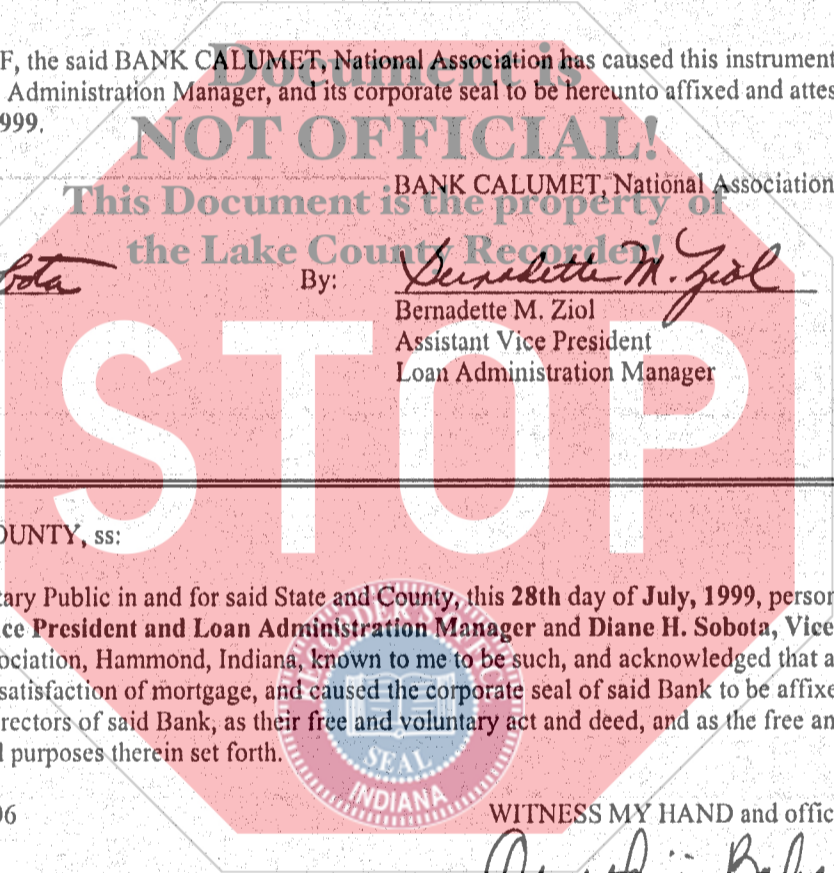 F, the said BANK CALUMET, National Association has caused this instrument
Document is
Administration Manager, and its corporate seal to be hereunto affixed and attes
999.
NOT OFFICIAL!
BANK CALUMET, National Association
This Document is the property of
the Lake County Recorder!
bota
By: Bernadette M. Ziol
Bernadette M. Ziol
Assistant Vice President
Loan Administration Manager
STOP
OUNTY, ss:
tary Public in and for said State and County, this 28th day of July, 1999, person
ce President and Loan Administration Manager and Diane H. Sobota, Vice
ociation, Hammond, Indiana, known to me to be such, and acknowledged that a
satisfaction of mortgage, and caused the corporate seal of said Bank to be affixe
rectors of said Bank, as their free and voluntary act and deed, and as the free an
l purposes therein set forth.
SEAL
INDIANA
06
WITNESS MY HAND and offic